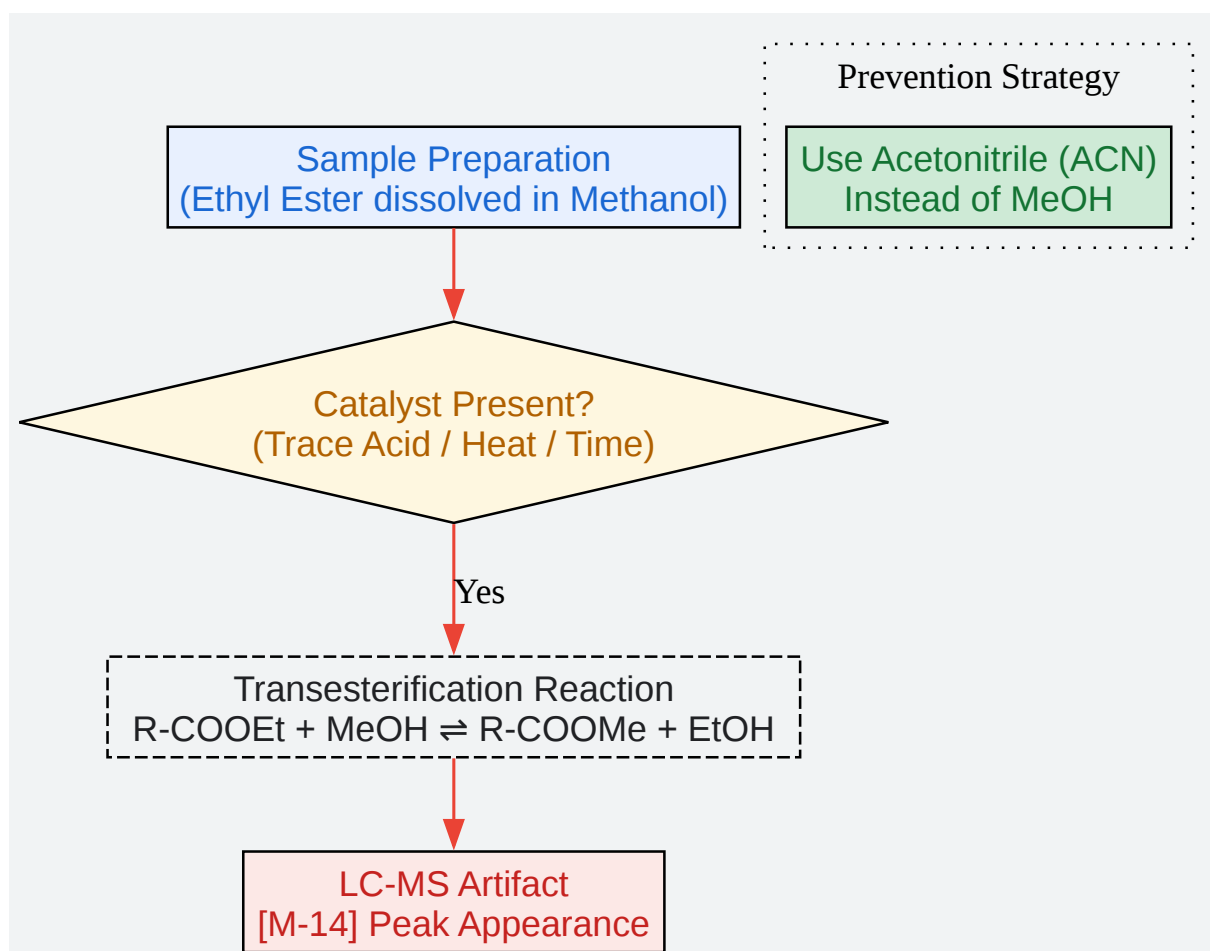 Prevention Strategy
Sample Preparation
(Ethyl Ester dissolved in Methanol)
Use Acetonitrile (ACN)
Instead of MeOH
Catalyst Present?
(Trace Acid / Heat / Time)
Yes
Transesterification Reaction
R-COOEt + MeOH ⇌ R-COOMe + EtOH
LC-MS Artifact
[M-14] Peak Appearance